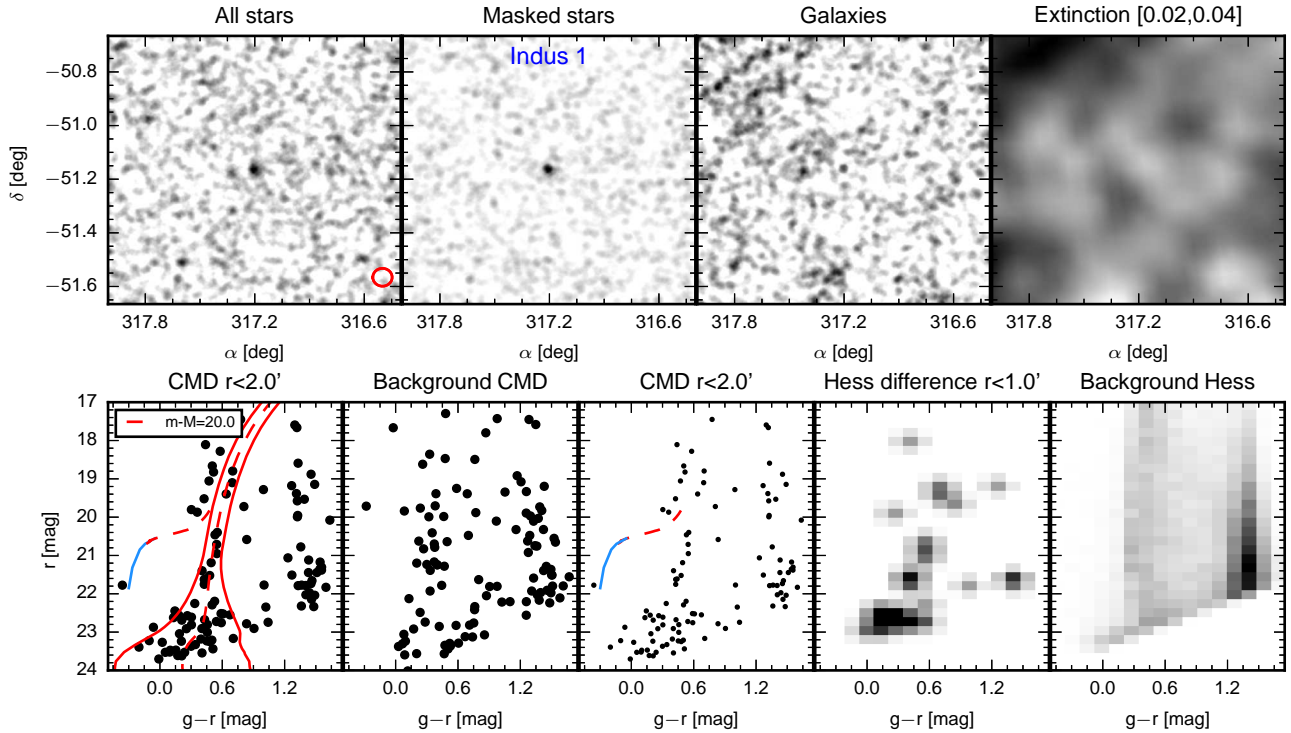 All stars Masked stars Galaxies Extinction [0.02,0.04]
Indus 1
−50.8
−51.0
−51.2
−51.4
−51.6
δ [deg]
317.8 317.2 316.6 317.8 317.2 316.6 317.8 317.2 316.6 317.8 317.2 316.6
α [deg] α [deg] α [deg] α [deg]
CMD r<2.0' Background CMD CMD r<2.0' Hess difference r<1.0' Background Hess
m-M=20.0
17
18
19
20
21
22
23
24
r [mag]
0.0 0.6 1.2 0.0 0.6 1.2 0.0 0.6 1.2 0.0 0.6 1.2 0.0 0.6 1.2
g−r [mag] g−r [mag] g−r [mag] g−r [mag] g−r [mag]